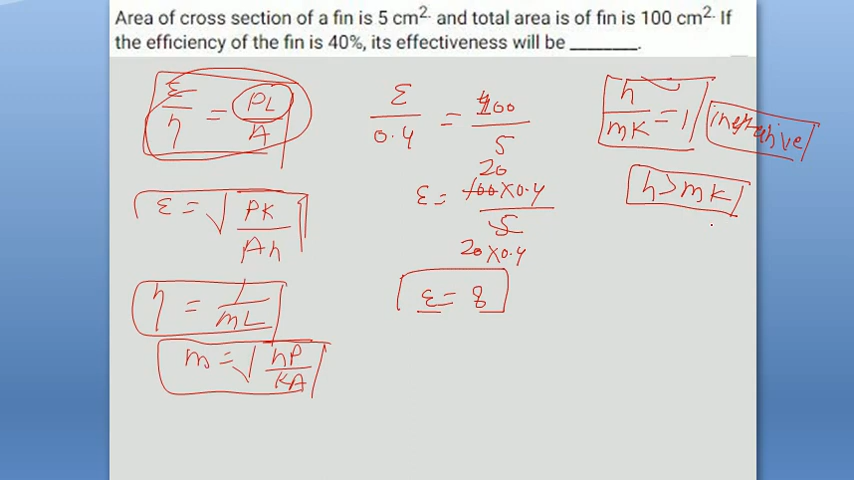 Area of cross section of a fin is 5 cm². and total area is of fin is 100 cm². If
the efficiency of the fin is 40%, its effectiveness will be ________.
ε/η = PL/A
ε = √(PK/Ah)
η = 1/mL
m = √(hP/KA)
ε/0.4 = 100/5
20
ε = 100×0.4/5
20×0.4
ε = 8
h/mK = 1
h>mK